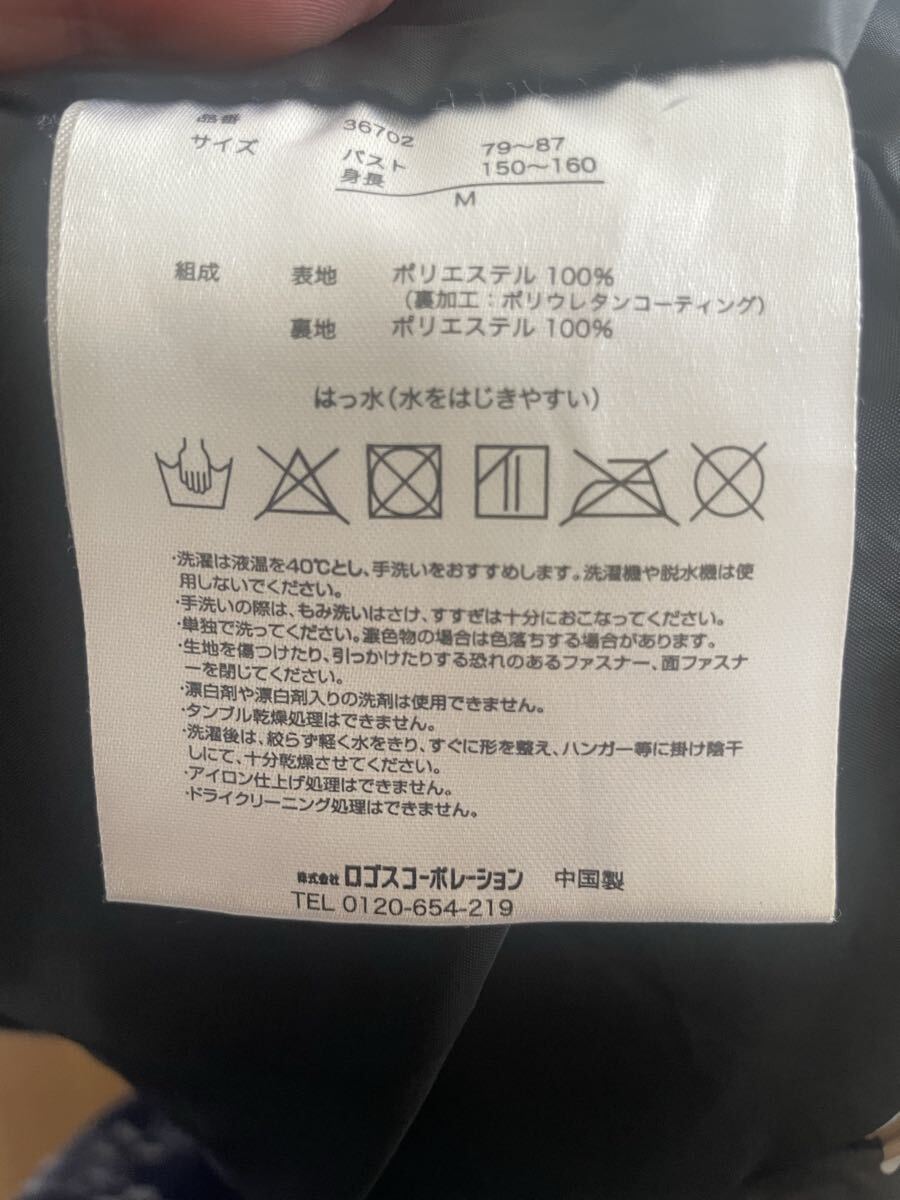 品番 36702
サイズ バスト 79〜87
身長 150〜160
M
組成 表地 ポリエステル 100%
(裏加工:ポリウレタンコーティング)
裏地 ポリエステル 100%
はっ水(水をはじきやすい)
・洗濯は液温を40℃とし、手洗いをおすすめします。洗濯機や脱水機は使
用しないでください。
・手洗いの際は、もみ洗いはさけ、すすぎは十分におこなってください。
・単独で洗ってください。濃色物の場合は色落ちする場合があります。
・生地を傷つけたり、引っかけたりする恐れのあるファスナー、面ファスナ
ーを閉じてください。
・漂白剤や漂白剤入りの洗剤は使用できません。
・タンブル乾燥処理はできません。
・洗濯後は、絞らず軽く水をきり、すぐに形を整え、ハンガー等に掛け陰干
しにて、十分乾燥させてください。
・アイロン仕上げ処理はできません。
・ドライクリーニング処理はできません。
株式会社 ロゴスコーポレーション 中国製
TEL 0120-654-219